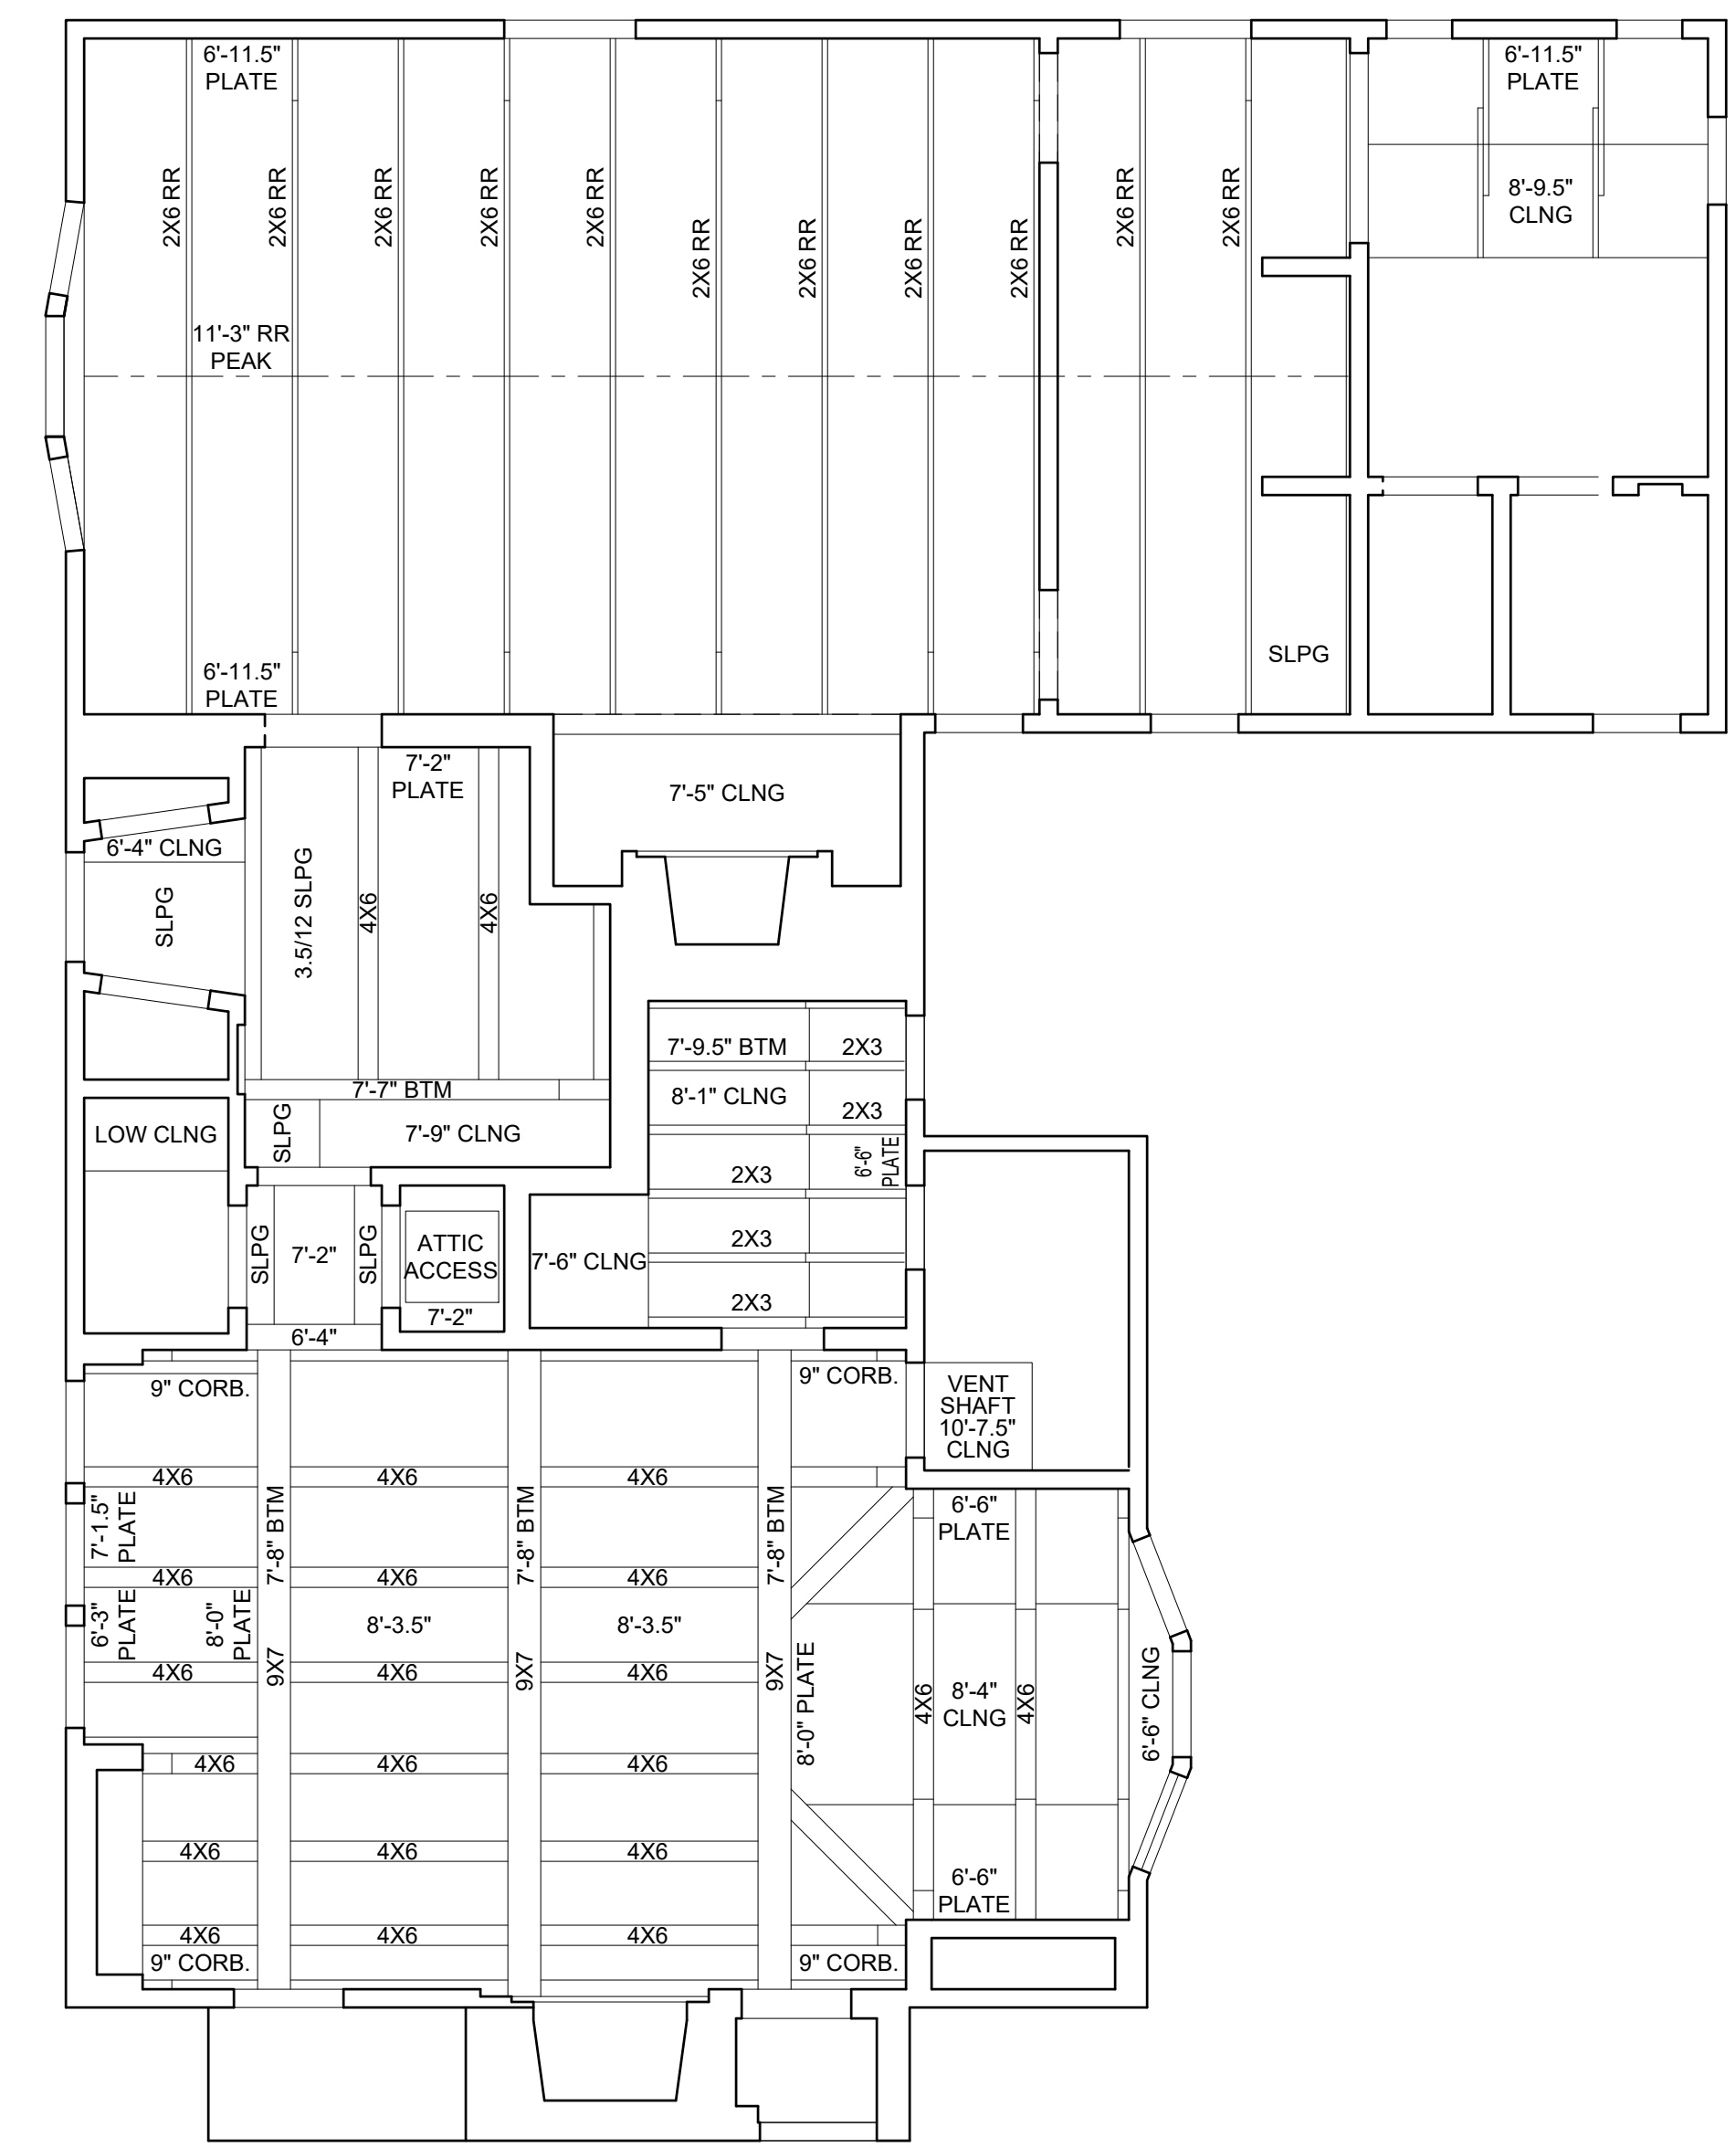 6'-11.5"
PLATE
6'-11.5"
PLATE
2X6 RR
2X6 RR
2X6 RR
2X6 RR
2X6 RR
2X6 RR
2X6 RR
2X6 RR
2X6 RR
2X6 RR
2X6 RR
8'-9.5"
CLNG
11'-3" RR
PEAK
6'-11.5"
PLATE
SLPG
7'-2"
PLATE
7'-5" CLNG
6'-4" CLNG
SLPG
3.5/12 SLPG
4X6
4X6
7'-9.5" BTM
2X3
7'-7" BTM
8'-1" CLNG
2X3
LOW CLNG
SLPG
7'-9" CLNG
2X3
6'-6"
PLATE
SLPG
7'-2"
SLPG
ATTIC
ACCESS
7'-2"
7'-6" CLNG
2X3
2X3
6'-4"
9" CORB.
9" CORB.
VENT
SHAFT
10'-7.5"
CLNG
4X6
4X6
4X6
7'-1.5"
PLATE
7'-8" BTM
7'-8" BTM
7'-8" BTM
6'-6"
PLATE
4X6
4X6
4X6
6'-3"
PLATE
8'-0"
PLATE
8'-3.5"
8'-3.5"
9X7
9X7
9X7
8'-0" PLATE
4X6
4X6
4X6
4X6
8'-4"
CLNG
4X6
6'-6" CLNG
4X6
4X6
4X6
4X6
4X6
4X6
6'-6"
PLATE
4X6
4X6
4X6
9" CORB.
9" CORB.